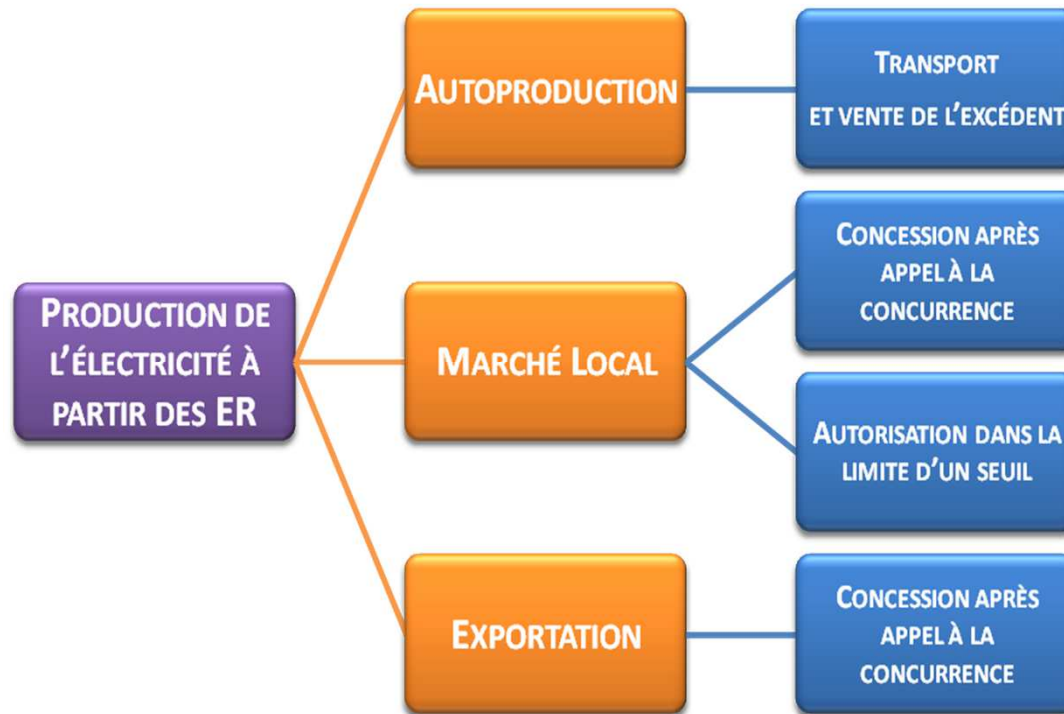 PRODUCTION DE
L'ÉLECTRICITÉ À
PARTIR DES ER
AUTOPRODUCTION
TRANSPORT
ET VENTE DE L'EXCÉDENT
MARCHÉ LOCAL
CONCESSION APRÈS
APPEL À LA
CONCURRENCE
AUTORISATION DANS LA
LIMITE D'UN SEUIL
EXPORTATION
CONCESSION APRÈS
APPEL À LA
CONCURRENCE